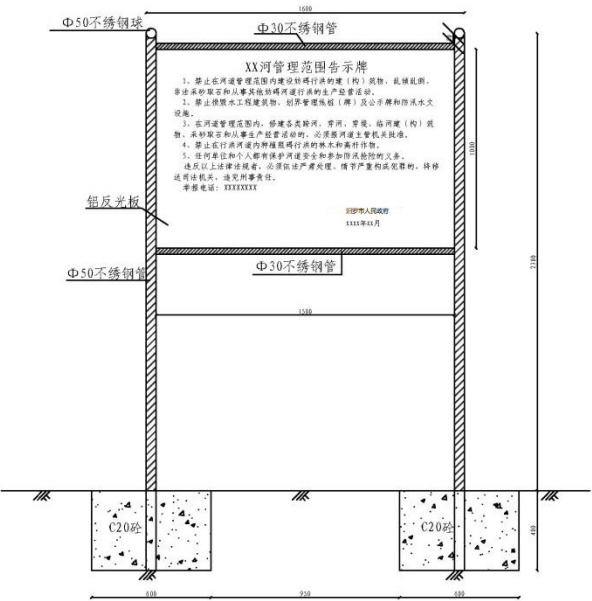 1600
Φ50不锈钢球
Φ30不锈钢管
XX河管理范围告示牌
1、禁止在河道管理范围内建设妨碍行洪的建（构）筑物、乱植乱倒、
非法采砂取石和从事其他妨碍河道行洪的生产经营活动。
2、禁止损毁水工程建筑物、划界管理线桩（牌）及公示牌和防汛水文
设施。
3、在河道管理范围内，修建各类跨河、穿河、穿堤、临河建（构）筑
物、采砂取石和从事生产经营活动的，必须报河道主管机关批准。
4、禁止在行洪河道内种植阻碍行洪的林木和高杆作物。
5、任何单位和个人都有保护河道安全和参加防汛抢险的义务。
违反以上法律法规者，必须依法严肃处理，情节严重构成犯罪的，将移
送司法机关，追究刑事责任。
举报电话：XXXXXXXX
汨罗市人民政府
xxxx年xx月
1000
铝反光板
Φ30不锈钢管
Φ50不锈钢管
1500
C20砼
C20砼
400
600
950
600